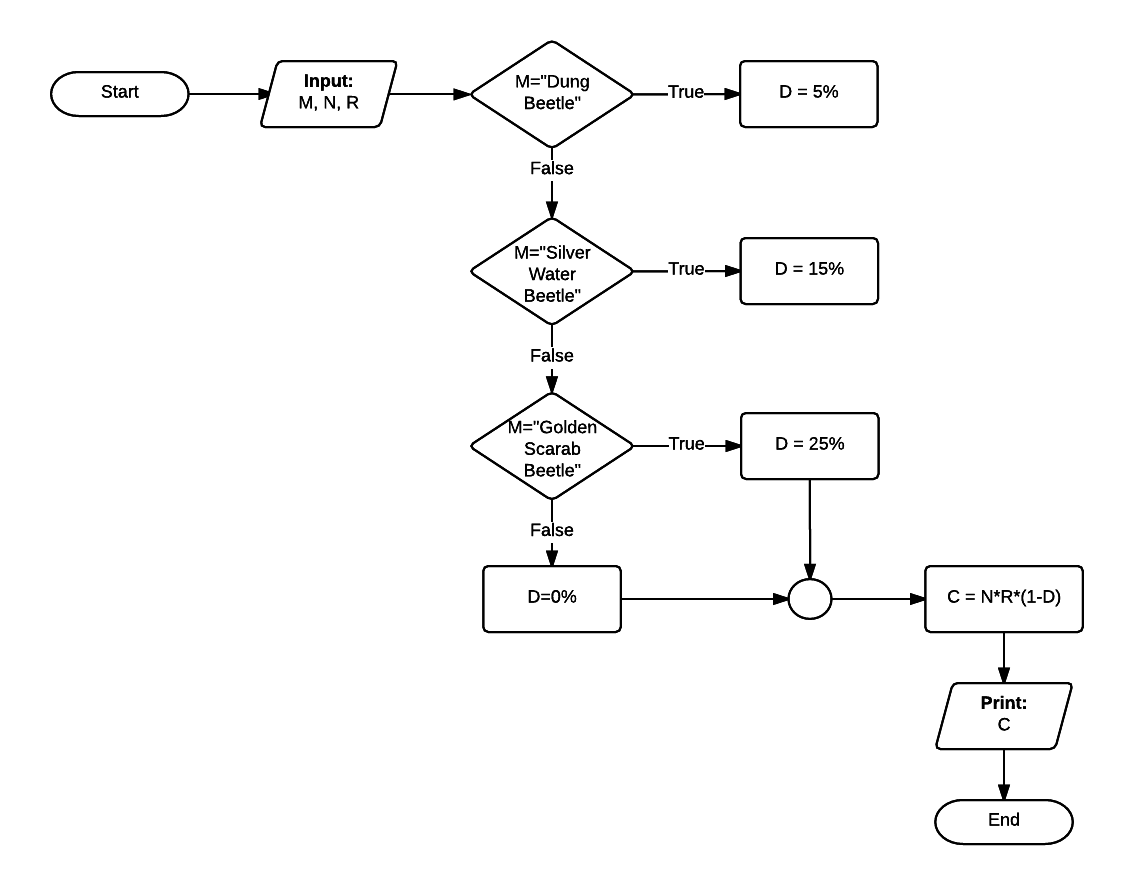 Start
Input:
M, N, R
M="Dung
Beetle"
True
D = 5%
False
M="Silver
Water
Beetle"
True
D = 15%
False
M="Golden
Scarab
Beetle"
True
D = 25%
False
D=0%
C = N*R*(1-D)
Print:
C
End